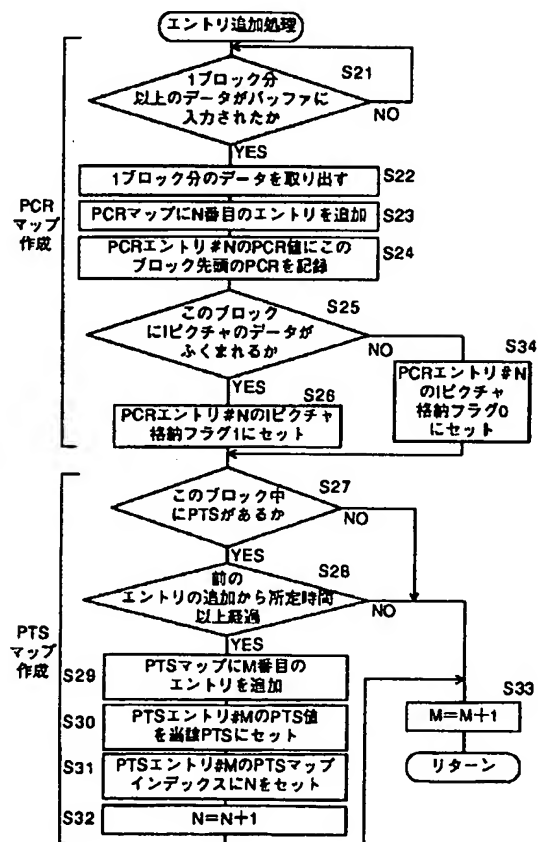 エントリ追加処理
S21
1ブロック分
以上のデータがバッファに
入力されたか
NO
YES
1ブロック分のデータを取り出す
S22
PCRマップにN番目のエントリを追加
S23
PCR
マップ
作成
PCRエントリ#NのPCR値にこの
ブロック先頭のPCRを記録
S24
S25
このブロック
にIピクチャのデータが
ふくまれるか
NO
YES
S34
PCRエントリ#N
のIピクチャ
格納フラグ0
にセット
S26
PCRエントリ#NのIピクチャ
格納フラグ1にセット
S27
このブロック中
にPTSがあるか
NO
YES
S28
前の
エントリの追加から所定時間
以上経過
NO
YES
PTS
マップ
作成
S29
PTSマップにM番目の
エントリを追加
S30
PTSエントリ#MのPTS値
を当該PTSにセット
S31
PTSエントリ#MのPTSマップ
インデックスにNをセット
S32
N=N+1
S33
M=M+1
リターン